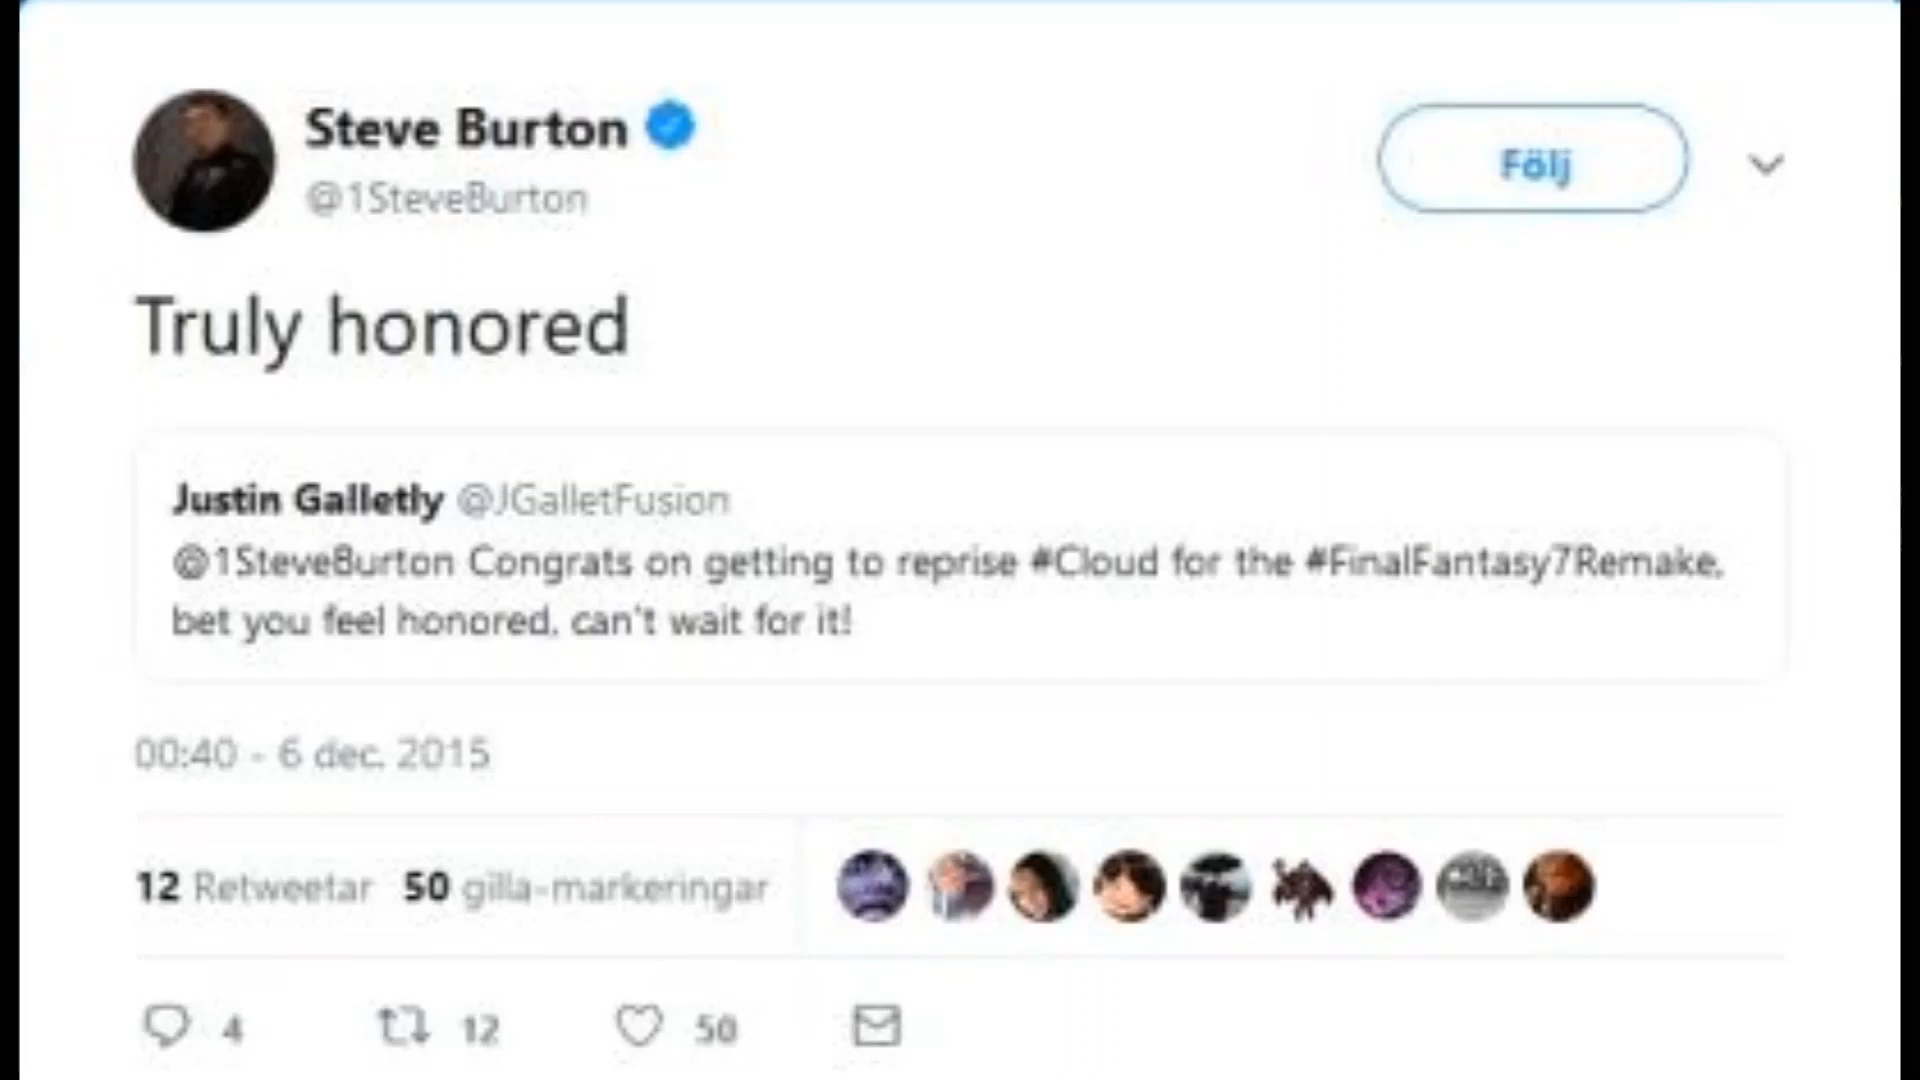 Steve Burton
@1SteveBurton
Följ
Truly honored
Justin Galletly @JGalletFusion
@1SteveBurton Congrats on getting to reprise #Cloud for the #FinalFantasy7Remake,
bet you feel honored, can't wait for it!
00:40 - 6 dec. 2015
12 Retweetar 50 gilla-markeringar
4 12 50